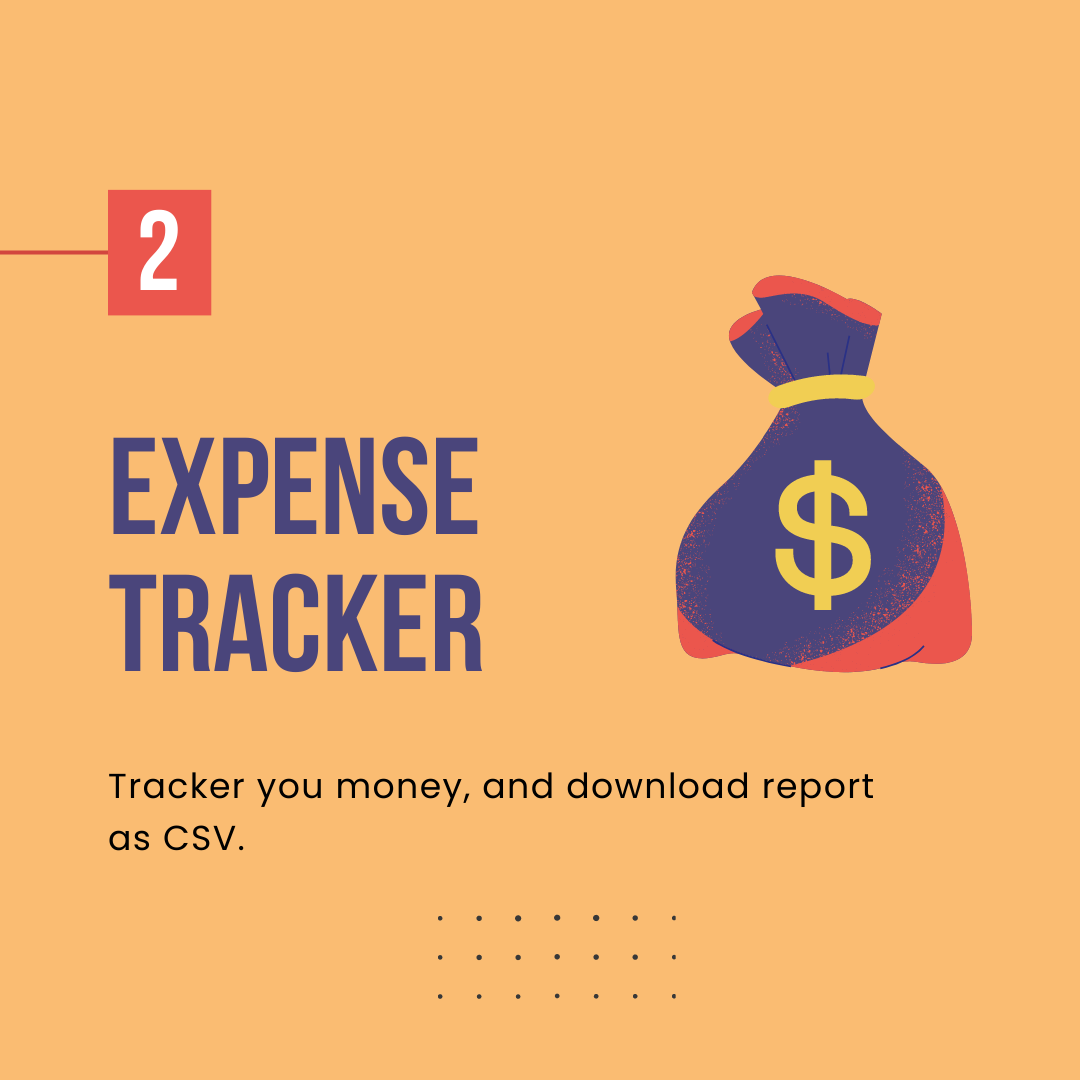 2
EXPENSE
TRACKER
$
Tracker you money, and download report
as CSV.